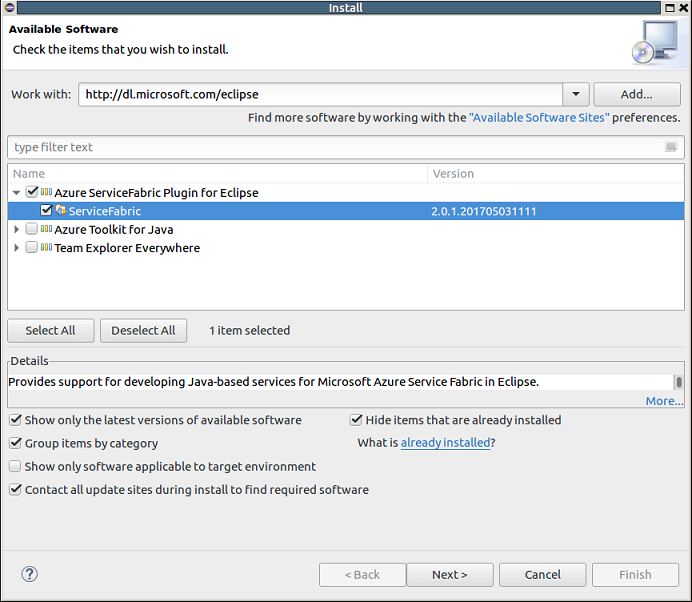 Install
Available Software
Check the items that you wish to install.
Work with: http://dl.microsoft.com/eclipse Add...
Find more software by working with the "Available Software Sites" preferences.
type filter text
Name Version
Azure ServiceFabric Plugin for Eclipse
ServiceFabric 2.0.1.201705031111
Azure Toolkit for Java
Team Explorer Everywhere
Select All Deselect All 1 item selected
Details
Provides support for developing Java-based services for Microsoft Azure Service Fabric in Eclipse.
More...
Show only the latest versions of available software Hide items that are already installed
Group items by category What is already installed?
Show only software applicable to target environment
Contact all update sites during install to find required software
? < Back Next > Cancel Finish